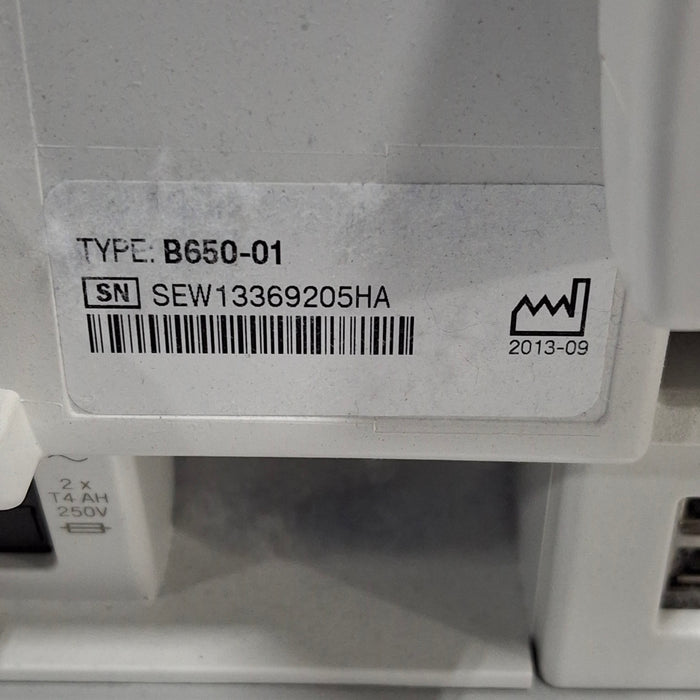 TYPE: B650-01
SN SEW13369205HA
2013-09
2 x
T4 AH
250V